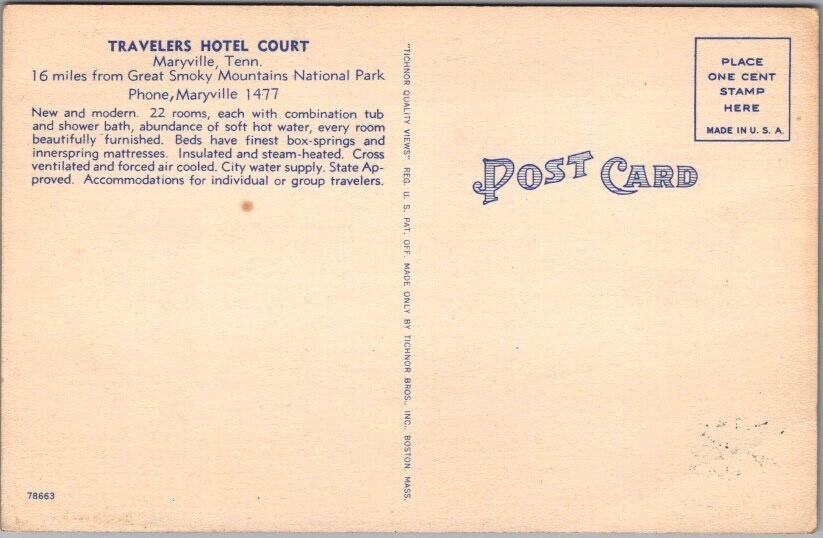 TRAVELERS HOTEL COURT
Maryville, Tenn.
16 miles from Great Smoky Mountains National Park
Phone, Maryville 1477
New and modern. 22 rooms, each with combination tub
and shower bath, abundance of soft hot water, every room
beautifully furnished. Beds have finest box-springs and
innerspring mattresses. Insulated and steam-heated. Cross
ventilated and forced air cooled. City water supply. State Ap-
proved. Accommodations for individual or group travelers.
78663
"TICHNOR QUALITY VIEWS" REG. U. S. PAT. OFF. MADE ONLY BY TICHNOR BROS., INC., BOSTON, MASS.
POST CARD
PLACE
ONE CENT
STAMP
HERE
MADE IN U. S. A.